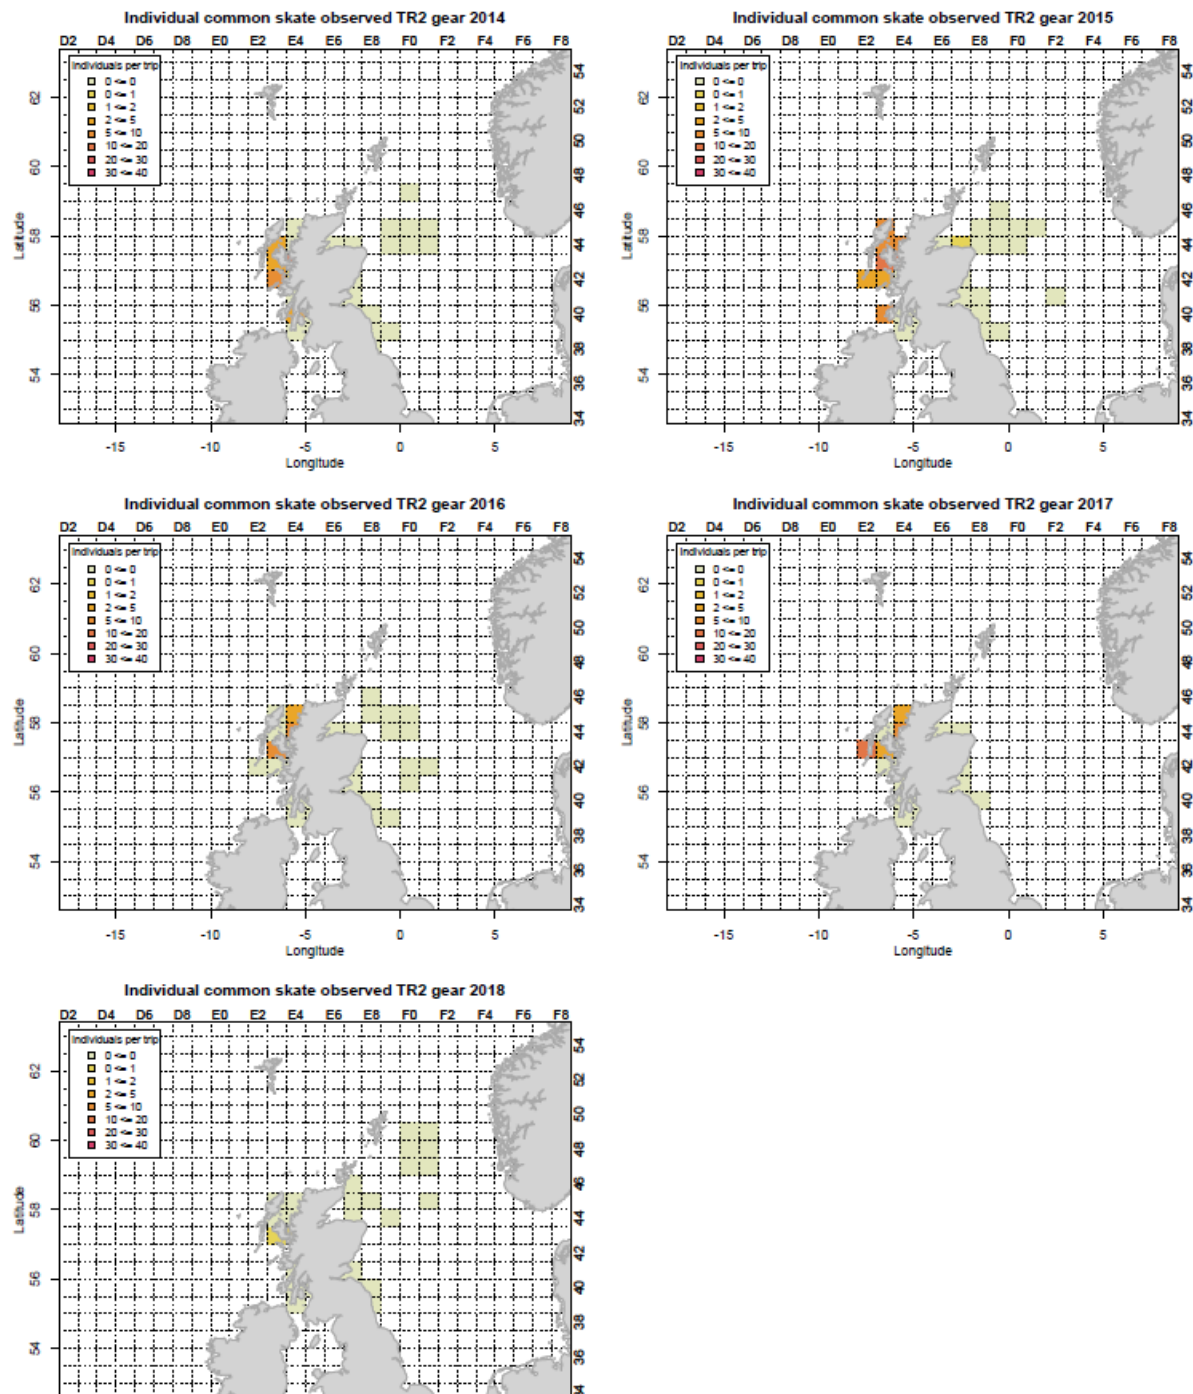 Individual common skate observed TR2 gear 2014
D2 D4 D6 D8 E0 E2 E4 E6 E8 F0 F2 F4 F6 F8
Individuals per trip
0 <= 0
0 <= 1
1 <= 2
2 <= 5
5 <= 10
10 <= 20
20 <= 30
30 <= 40
Latitude
62
60
58
56
54
54
52
50
48
46
44
42
40
38
36
34
-15 -10 -5 0 5
Longitude
Individual common skate observed TR2 gear 2015
D2 D4 D6 D8 E0 E2 E4 E6 E8 F0 F2 F4 F6 F8
Individuals per trip
0 <= 0
0 <= 1
1 <= 2
2 <= 5
5 <= 10
10 <= 20
20 <= 30
30 <= 40
Latitude
62
60
58
56
54
54
52
50
48
46
44
42
40
38
36
34
-15 -10 -5 0 5
Longitude
Individual common skate observed TR2 gear 2016
D2 D4 D6 D8 E0 E2 E4 E6 E8 F0 F2 F4 F6 F8
Individuals per trip
0 <= 0
0 <= 1
1 <= 2
2 <= 5
5 <= 10
10 <= 20
20 <= 30
30 <= 40
Latitude
62
60
58
56
54
54
52
50
48
46
44
42
40
38
36
34
-15 -10 -5 0 5
Longitude
Individual common skate observed TR2 gear 2017
D2 D4 D6 D8 E0 E2 E4 E6 E8 F0 F2 F4 F6 F8
Individuals per trip
0 <= 0
0 <= 1
1 <= 2
2 <= 5
5 <= 10
10 <= 20
20 <= 30
30 <= 40
Latitude
62
60
58
56
54
54
52
50
48
46
44
42
40
38
36
34
-15 -10 -5 0 5
Longitude
Individual common skate observed TR2 gear 2018
D2 D4 D6 D8 E0 E2 E4 E6 E8 F0 F2 F4 F6 F8
Individuals per trip
0 <= 0
0 <= 1
1 <= 2
2 <= 5
5 <= 10
10 <= 20
20 <= 30
30 <= 40
Latitude
62
60
58
56
54
54
52
50
48
46
44
42
40
38
36
34